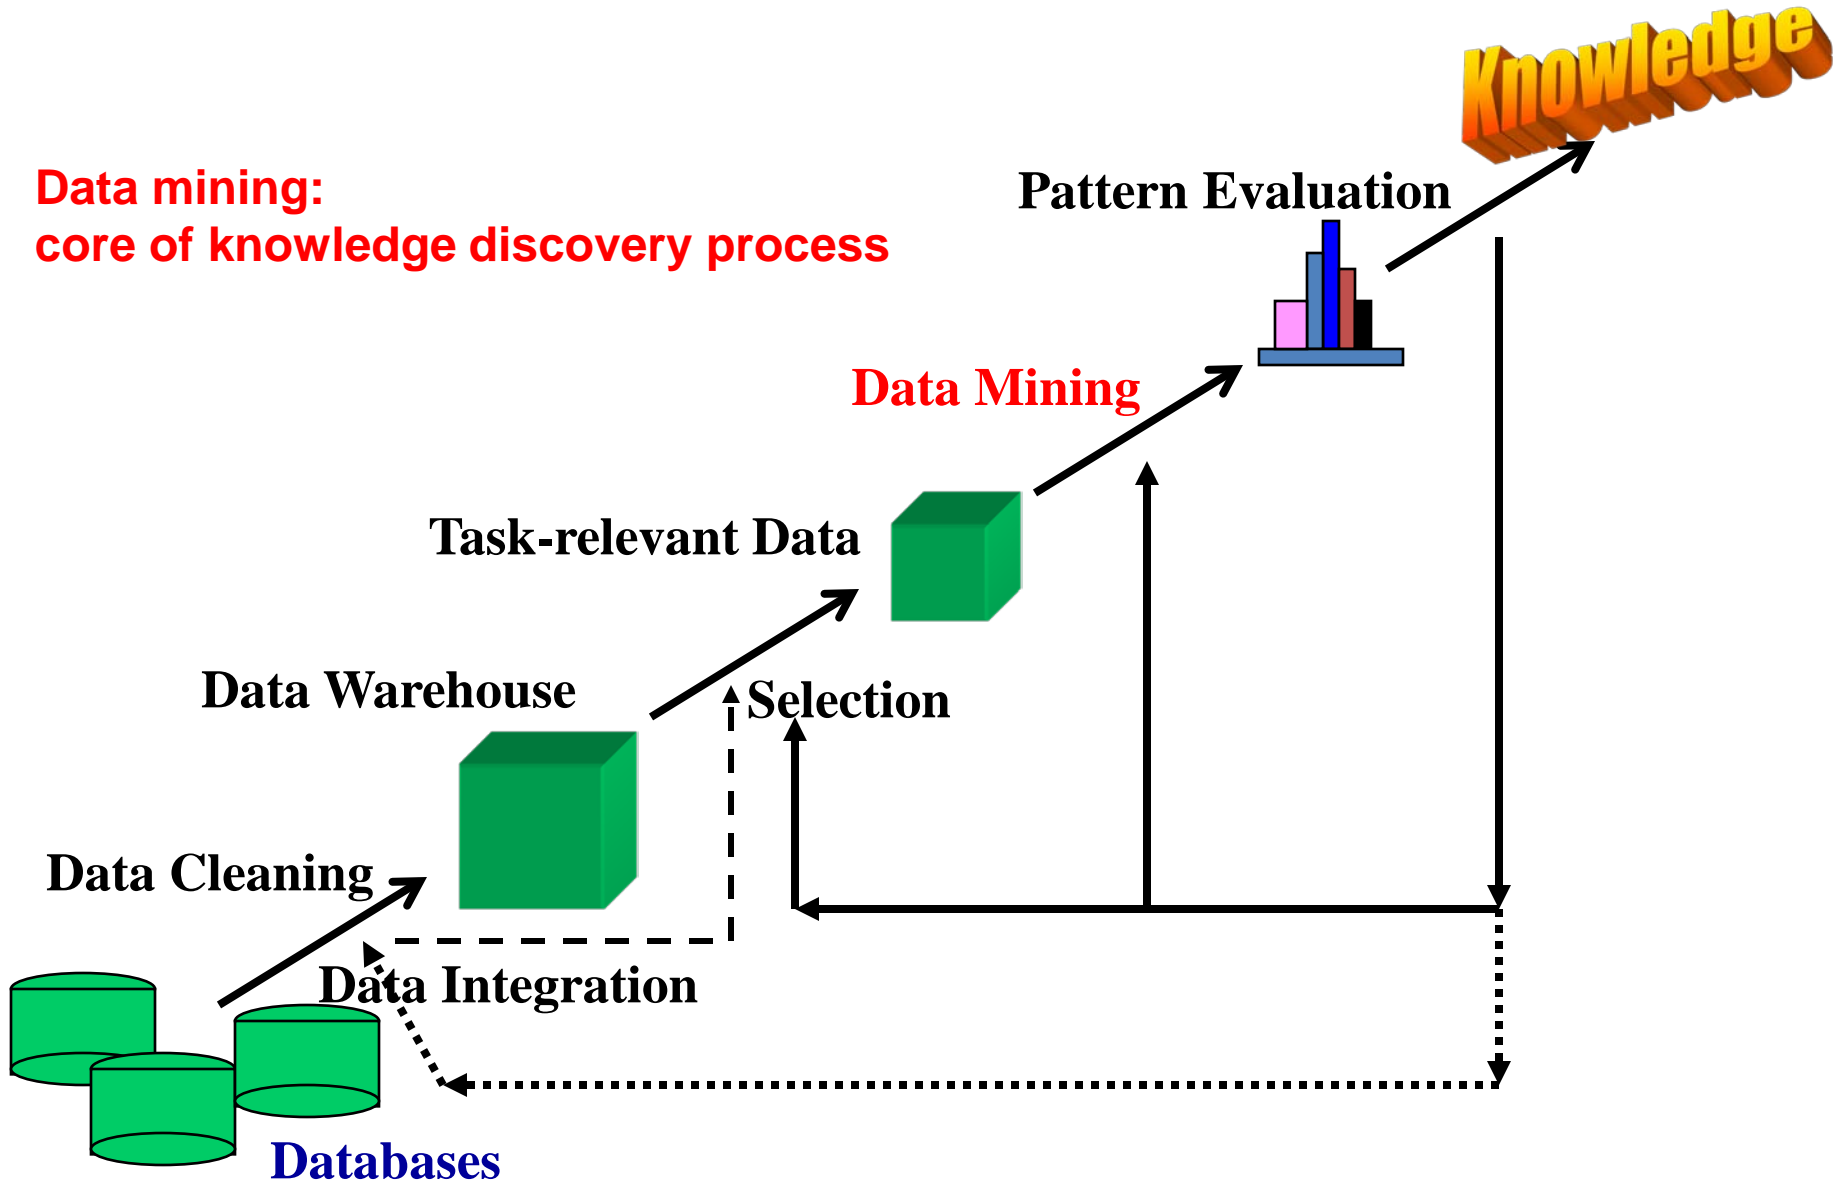 Knowledge
Data mining:
core of knowledge discovery process
Pattern Evaluation
Data Mining
Task-relevant Data
Data Warehouse
Selection
Data Cleaning
Data Integration
Databases